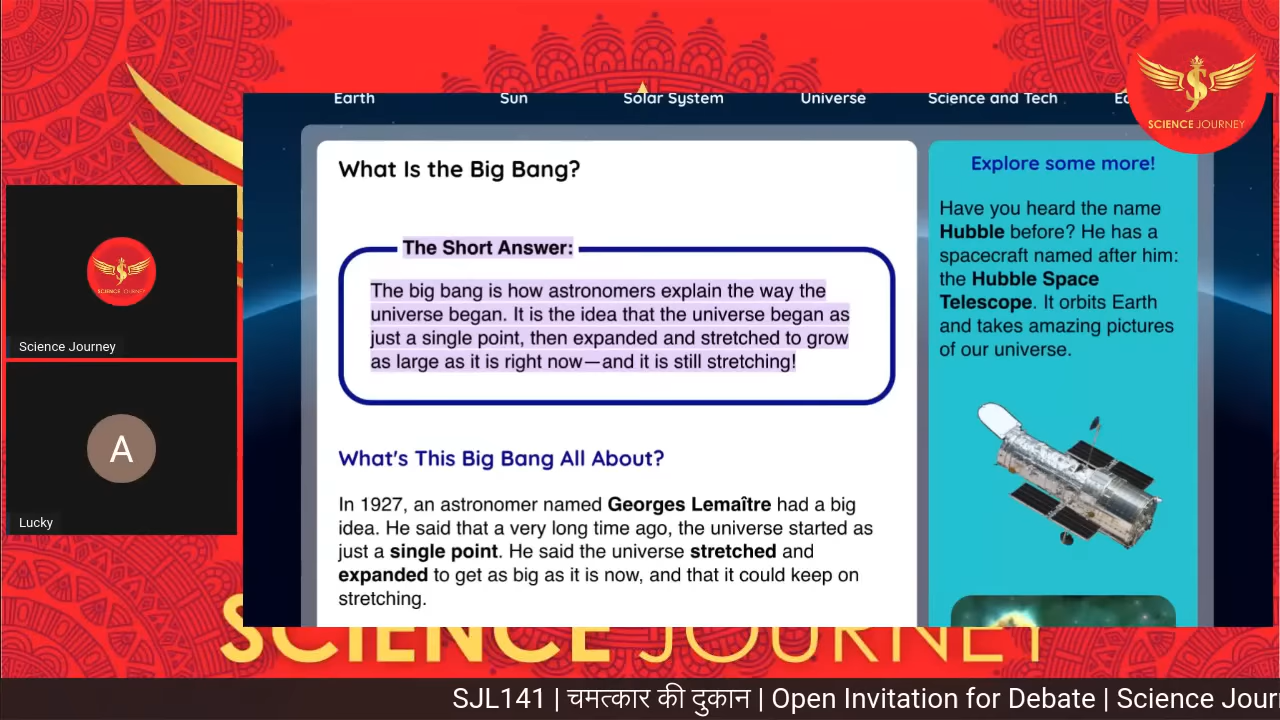 Earth Sun Solar System Universe Science and Tech
SCIENCE JOURNEY
What Is the Big Bang?
The Short Answer:
The big bang is how astronomers explain the way the
universe began. It is the idea that the universe began as
just a single point, then expanded and stretched to grow
as large as it is right now—and it is still stretching!
What's This Big Bang All About?
In 1927, an astronomer named Georges Lemaître had a big
idea. He said that a very long time ago, the universe started as
just a single point. He said the universe stretched and
expanded to get as big as it is now, and that it could keep on
stretching.
Explore some more!
Have you heard the name
Hubble before? He has a
spacecraft named after him:
the Hubble Space
Telescope. It orbits Earth
and takes amazing pictures
of our universe.
SCIENCE JOURNEY
Science Journey
A
Lucky
SCIENCE JOURNEY
SJL141 | चमत्कार की दुकान | Open Invitation for Debate | Science Jour